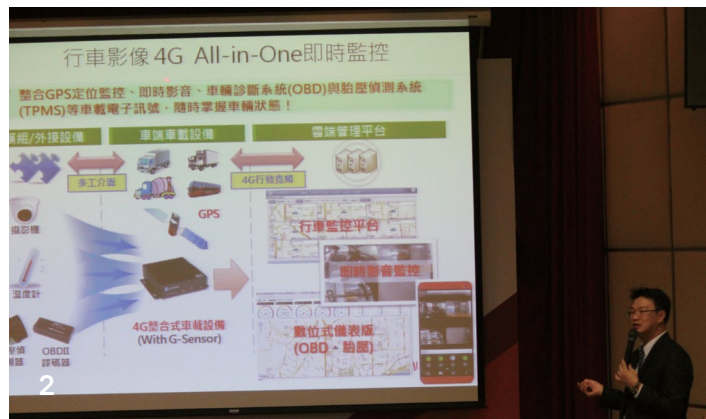 行車影像 4G All-in-One即時監控
整合GPS定位監控、即時影音、車輛診斷系統(OBD)與胎壓偵測系統
(TPMS)等車載電子訊號，隨時掌握車輛狀態！
模組/外接設備
車端車載設備
雲端管理平台
多工介面
4G行動寬頻
GPS
攝影機
行車監控平台
即時影音監控
溫度計
4G整合式車載設備
(With G-Sensor)
數位式儀表版
(OBD、胎壓)
OBDII
譯碼器
2